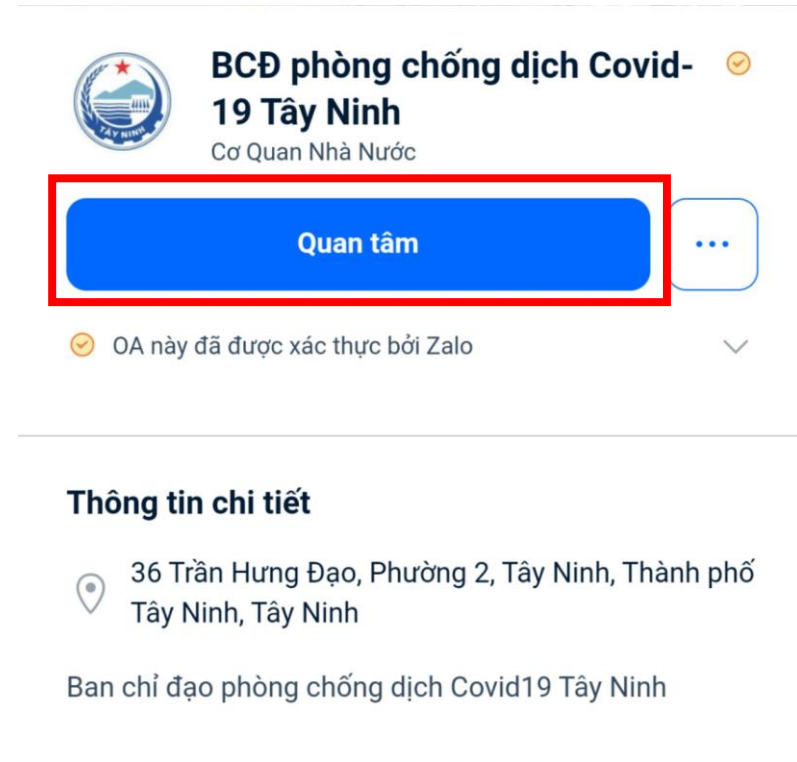 BCĐ phòng chống dịch Covid-
19 Tây Ninh
Cơ Quan Nhà Nước
TÂY NINH
Quan tâm
OA này đã được xác thực bởi Zalo
Thông tin chi tiết
36 Trần Hưng Đạo, Phường 2, Tây Ninh, Thành phố
Tây Ninh, Tây Ninh
Ban chỉ đạo phòng chống dịch Covid19 Tây Ninh